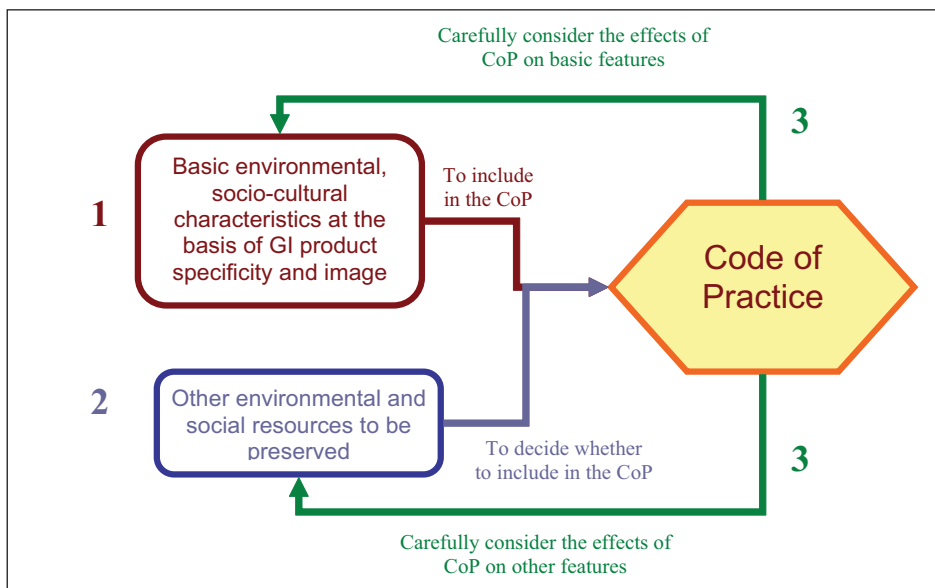 Carefully consider the effects of
CoP on basic features
3
1
Basic environmental,
socio-cultural
characteristics at the
basis of GI product
specificity and image
To include
in the CoP
Code of
Practice
2
Other environmental and
social resources to be
preserved
To decide whether
to include in the CoP
3
Carefully consider the effects of
CoP on other features